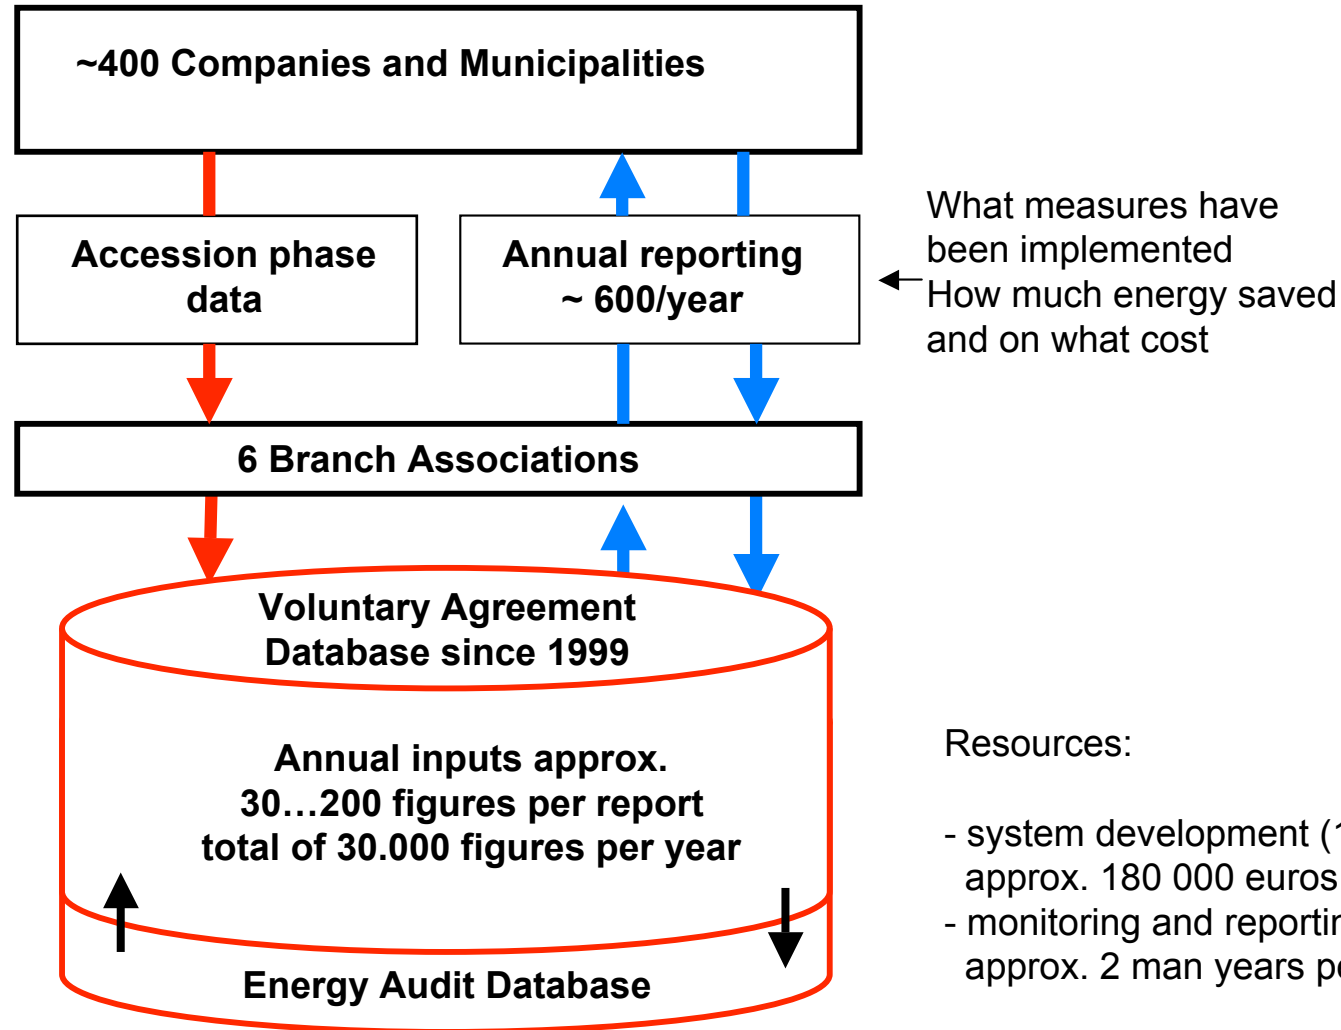 ~400 Companies and Municipalities
Accession phase
data
Annual reporting
~ 600/year
What measures have
been implemented
How much energy saved
and on what cost
6 Branch Associations
Voluntary Agreement
Database since 1999
Annual inputs approx.
30…200 figures per report
total of 30.000 figures per year
Energy Audit Database
Resources:
- system development (
approx. 180 000 euros
- monitoring and
approx. 2 man years